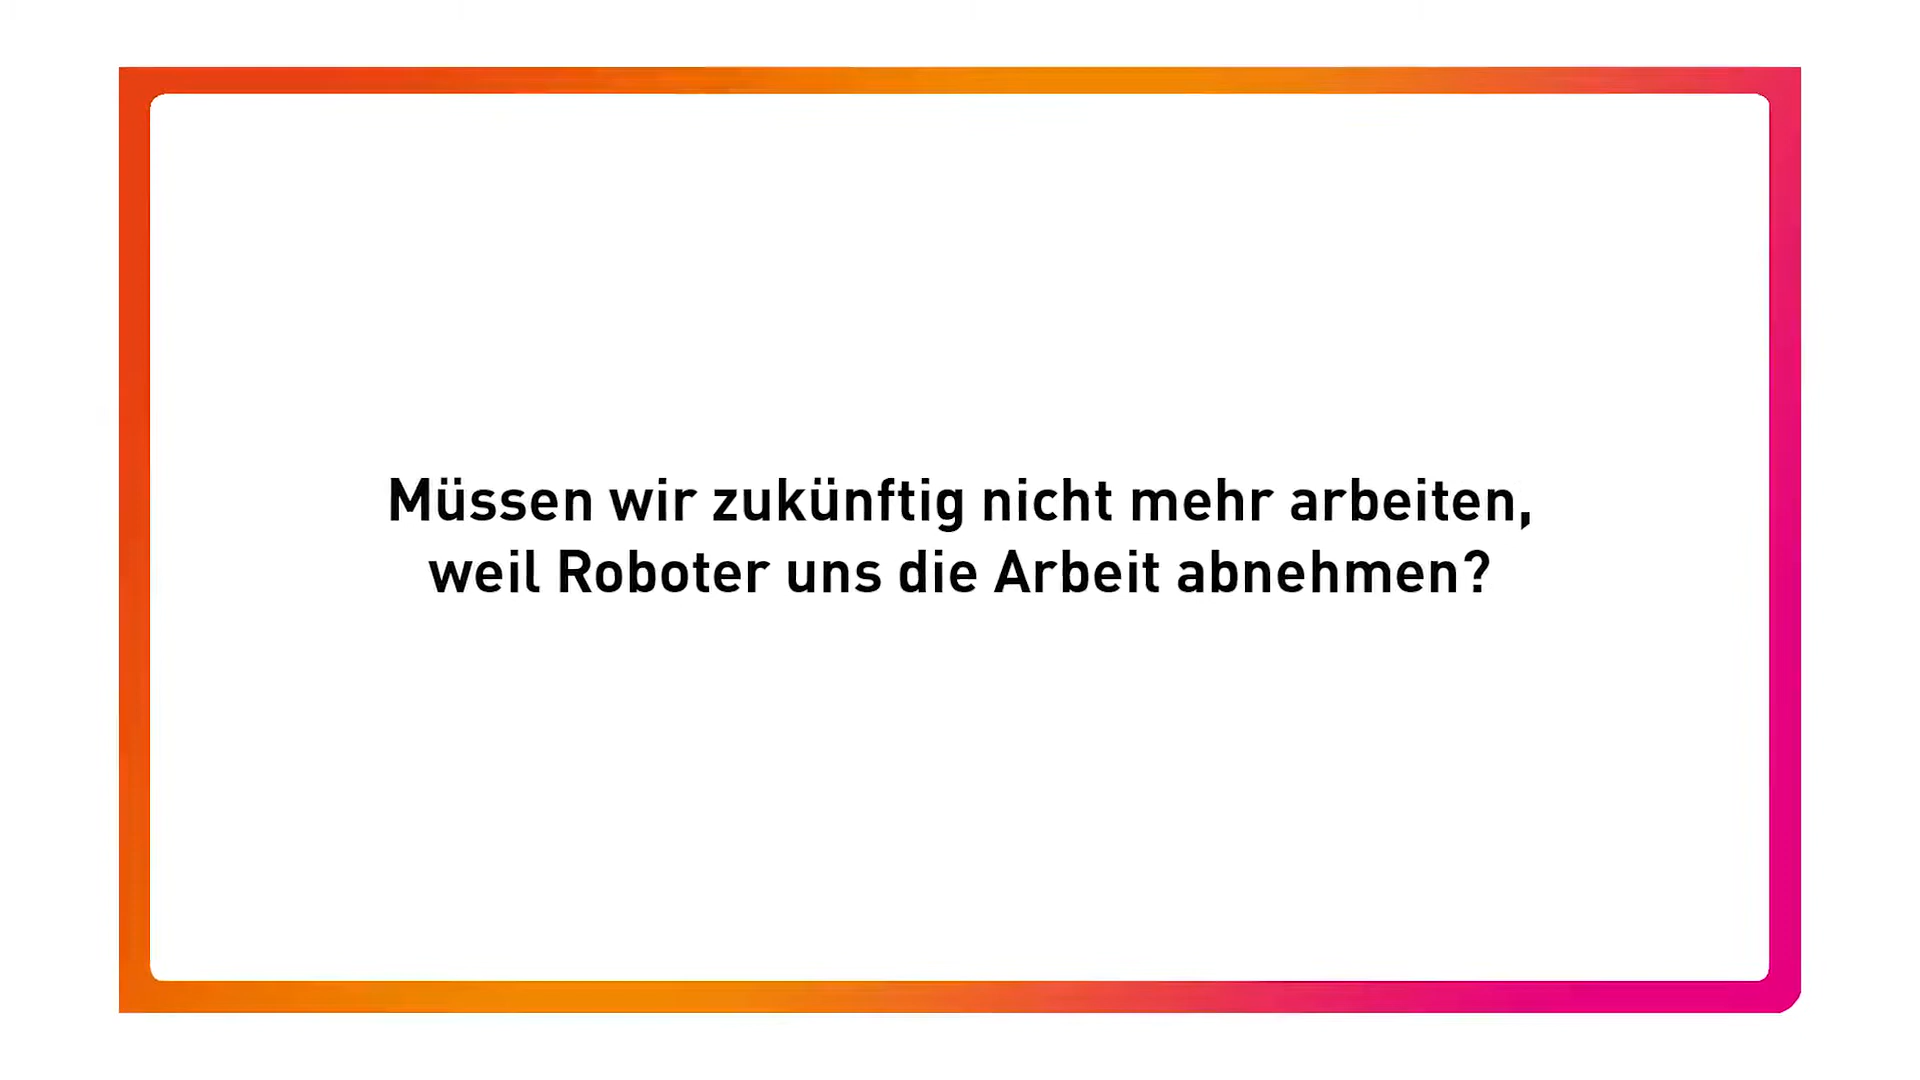 Müssen wir zukünftig nicht mehr arbeiten,
weil Roboter uns die Arbeit abnehmen?